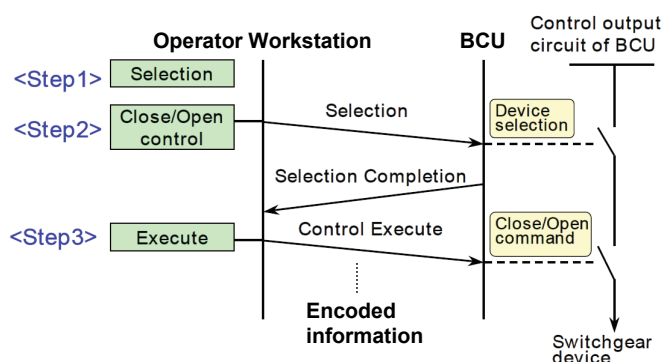 Operator Workstation
BCU
Control output
circuit of BCU
<Step1>
Selection
<Step2>
Close/Open
control
Selection
Device
selection
Selection Completion
<Step3>
Execute
Control Execute
Close/Open
command
Encoded
information
Switchgear
device